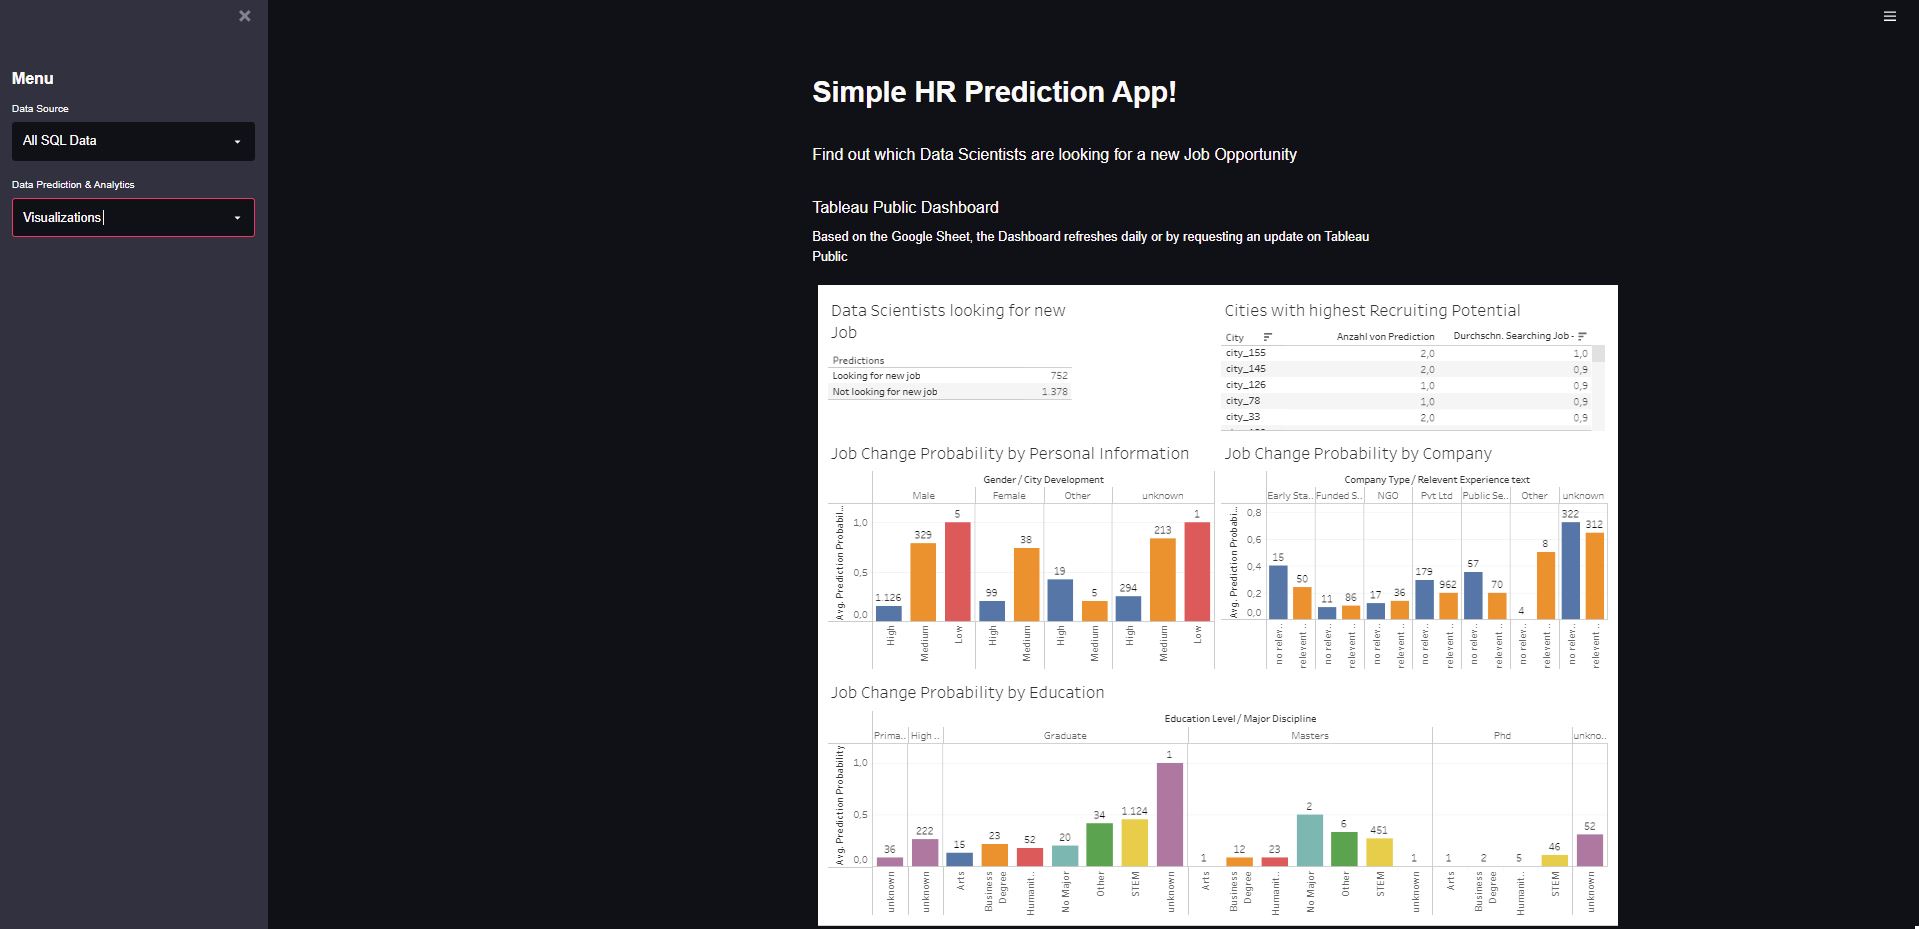 Menu
Data Source
All SQL Data
Data Prediction & Analytics
Visualizations
Simple HR Prediction App!
Find out which Data Scientists are looking for a new Job Opportunity
Tableau Public Dashboard
Based on the Google Sheet, the Dashboard refreshes daily or by requesting an update on Tableau
Public
Data Scientists looking for new
Job
Predictions
Looking for new job 752
Not looking for new job 1.378
Cities with highest Recruiting Potential
City Anzahl von Prediction Durchschn. Searching Job -
city_155 2,0 1,0
city_145 2,0 0,9
city_126 1,0 0,9
city_78 1,0 0,9
city_33 2,0 0,9
Job Change Probability by Personal Information
Gender / City Development
Male Female Other unknown
Avg. Prediction Probabil..
1,0
0,5
0,0
1.126 329 5 99 38 19 5 294 213 1
High Medium Low High Medium High Medium High Medium Low
Job Change Probability by Company
Company Type / Relevent Experience text
Early Sta.. Funded S.. NGO Pvt Ltd Public Se.. Other unknown
Avg. Prediction Probabi..
0,8
0,6
0,4
0,2
0,0
15 50 11 86 17 36 179 962 57 70 4 8 322 312
no relev.. relevent .. no relev.. relevent .. no relev.. relevent .. no relev.. relevent .. no relev.. relevent .. no relev.. relevent .. no relev.. relevent ..
Job Change Probability by Education
Education Level / Major Discipline
Prima.. High .. Graduate Masters Phd unkno..
Avg. Prediction Probability
1,0
0,5
0,0
36 222 15 23 52 20 34 1.124 1 1 12 23 2 6 451 1 1 2 5 46 52
unknown unknown Arts Business Degree Humanit.. No Major Other STEM unknown Arts Business Degree Humanit.. No Major Other STEM unknown Arts Business Degree Humanit.. STEM unknown